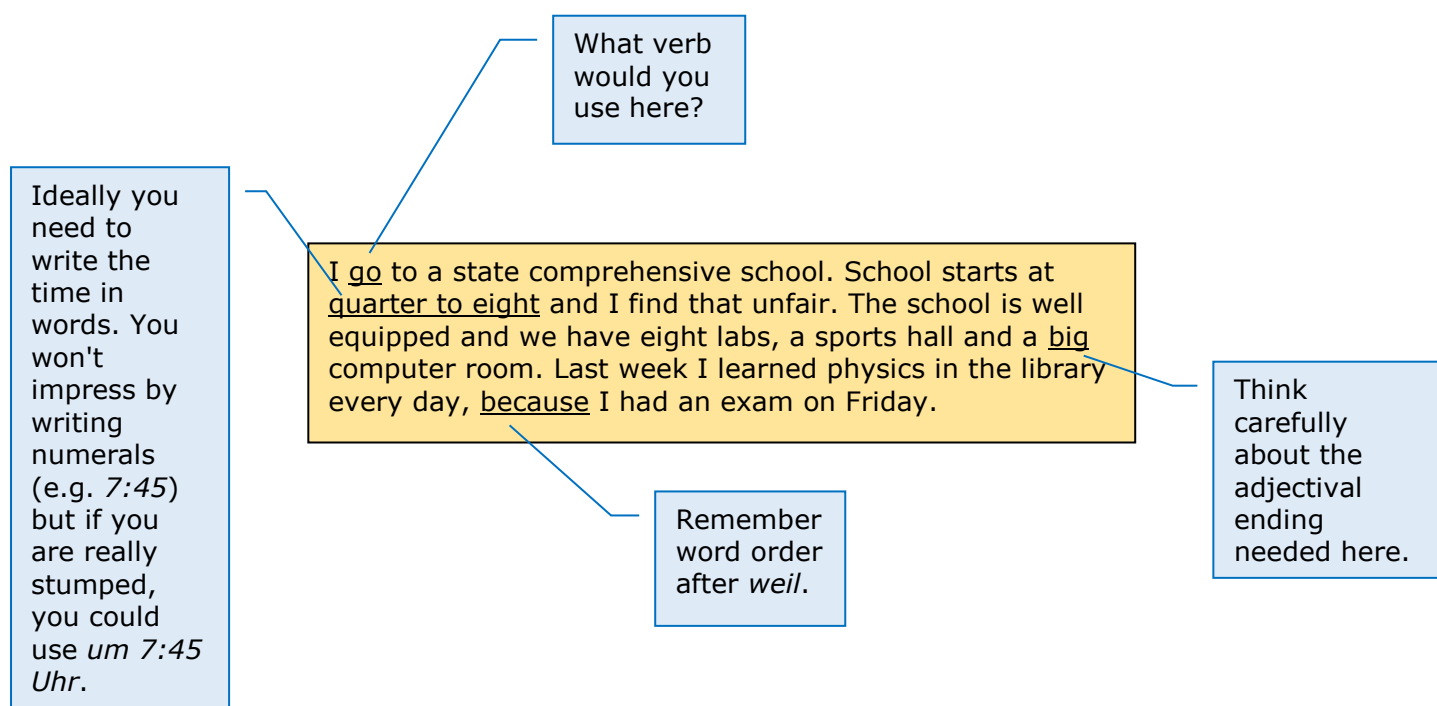 What verb
would you
use here?
Ideally you
need to
write the
time in
words. You
won't
impress by
writing
numerals
(e.g. 7:45)
but if you
are really
stumped,
you could
use um 7:45
Uhr.
I go to a state comprehensive school. School starts at
quarter to eight and I find that unfair. The school is well
equipped and we have eight labs, a sports hall and a big
computer room. Last week I learned physics in the library
every day, because I had an exam on Friday.
Think
carefully
about the
adjectival
ending
needed here.
Remember
word order
after weil.